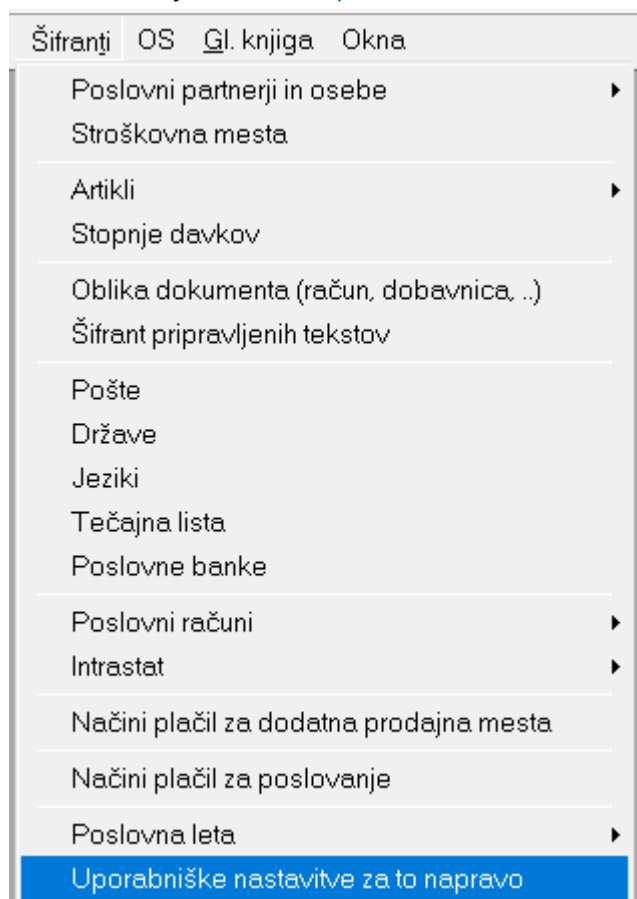 Šifranti OS Gl. knjiga Okna
Poslovni partnerji in osebe
Stroškovna mesta
Artikli
Stopnje davkov
Oblika dokumenta (račun, dobavnica, ..)
Šifrant pripravljenih tekstov
Pošte
Države
Jeziki
Tečajna lista
Poslovne banke
Poslovni računi
Intrastat
Načini plačil za dodatna prodajna mesta
Načini plačil za poslovanje
Poslovna leta
Uporabniške nastavitve za to napravo